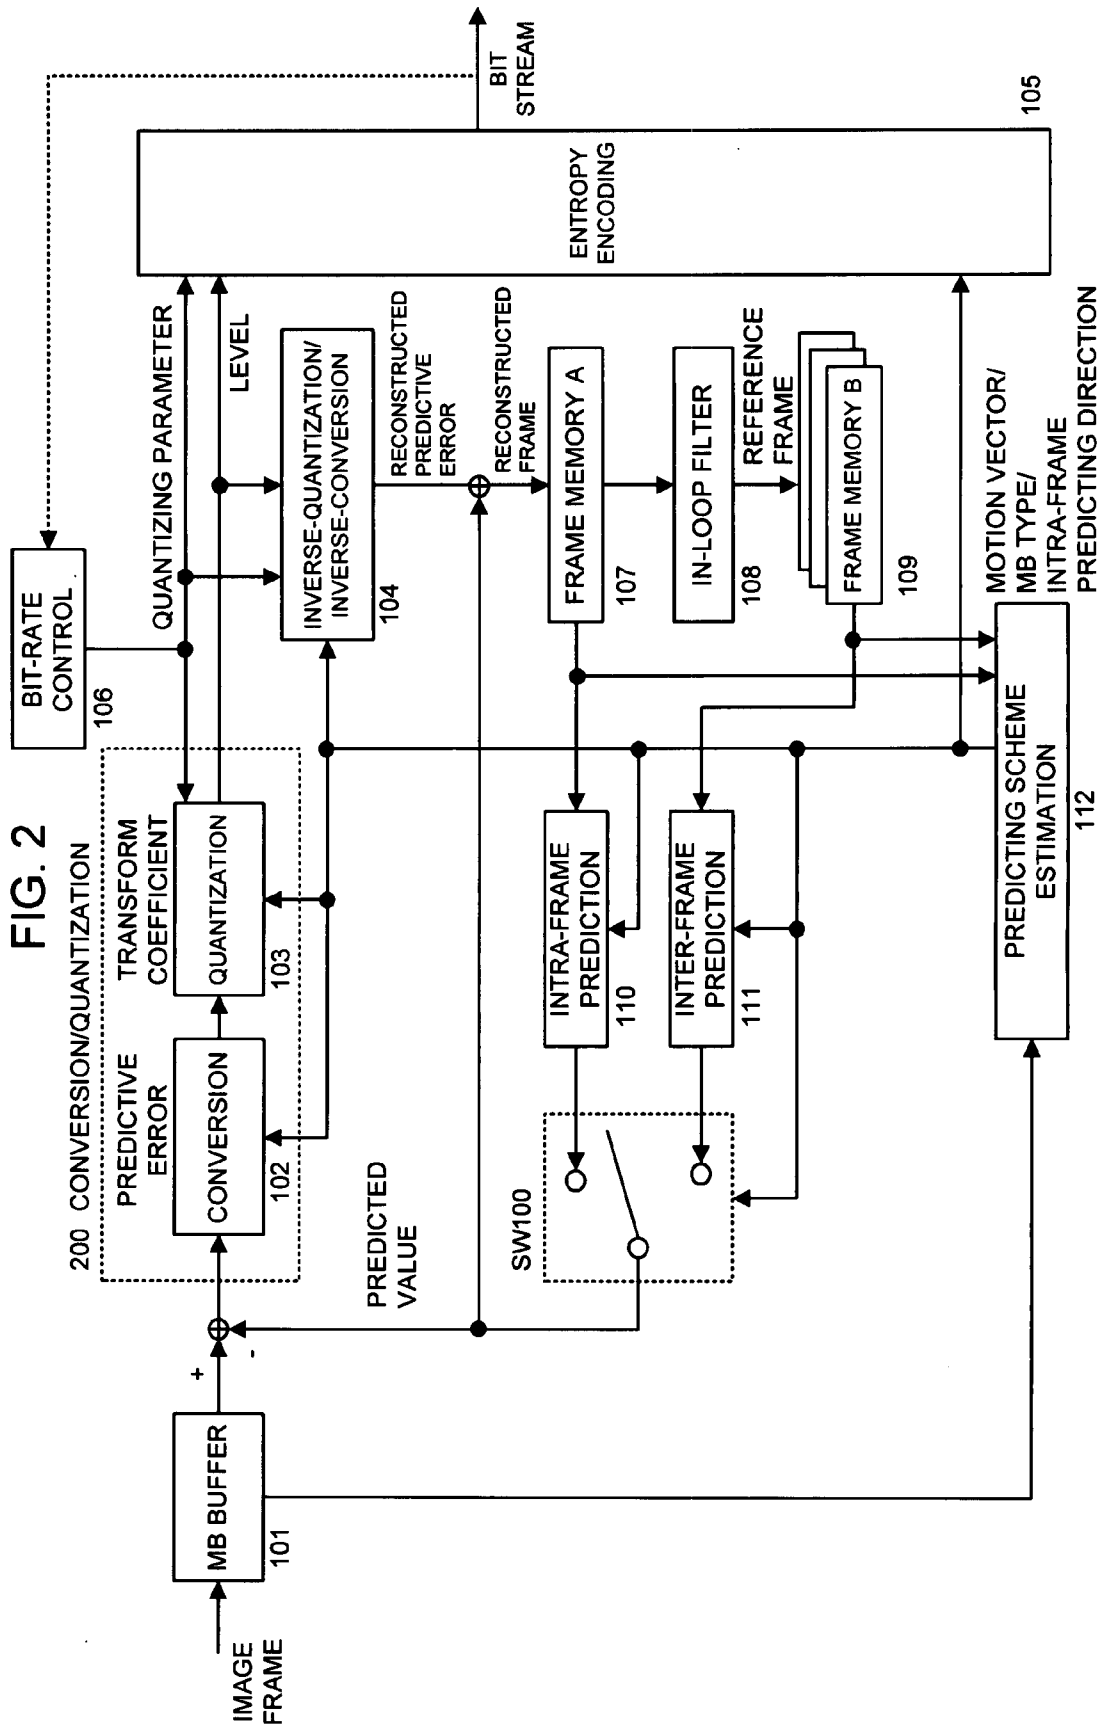 FIG. 2
200 CONVERSION/QUANTIZATION
IMAGE
FRAME
MB BUFFER
101
+
-
PREDICTIVE
ERROR
CONVERSION
102
TRANSFORM
COEFFICIENT
QUANTIZATION
103
BIT-RATE
CONTROL
106
QUANTIZING PARAMETER
LEVEL
INVERSE-QUANTIZATION/
INVERSE-CONVERSION
104
RECONSTRUCTED
PREDICTIVE
ERROR
RECONSTRUCTED
FRAME
PREDICTED
VALUE
SW100
INTRA-FRAME
PREDICTION
110
INTER-FRAME
PREDICTION
111
FRAME MEMORY A
107
IN-LOOP FILTER
108
REFERENCE
FRAME
FRAME MEMORY B
109
PREDICTING SCHEME
ESTIMATION
112
MOTION VECTOR/
MB TYPE/
INTRA-FRAME
PREDICTING DIRECTION
ENTROPY
ENCODING
105
BIT
STREAM